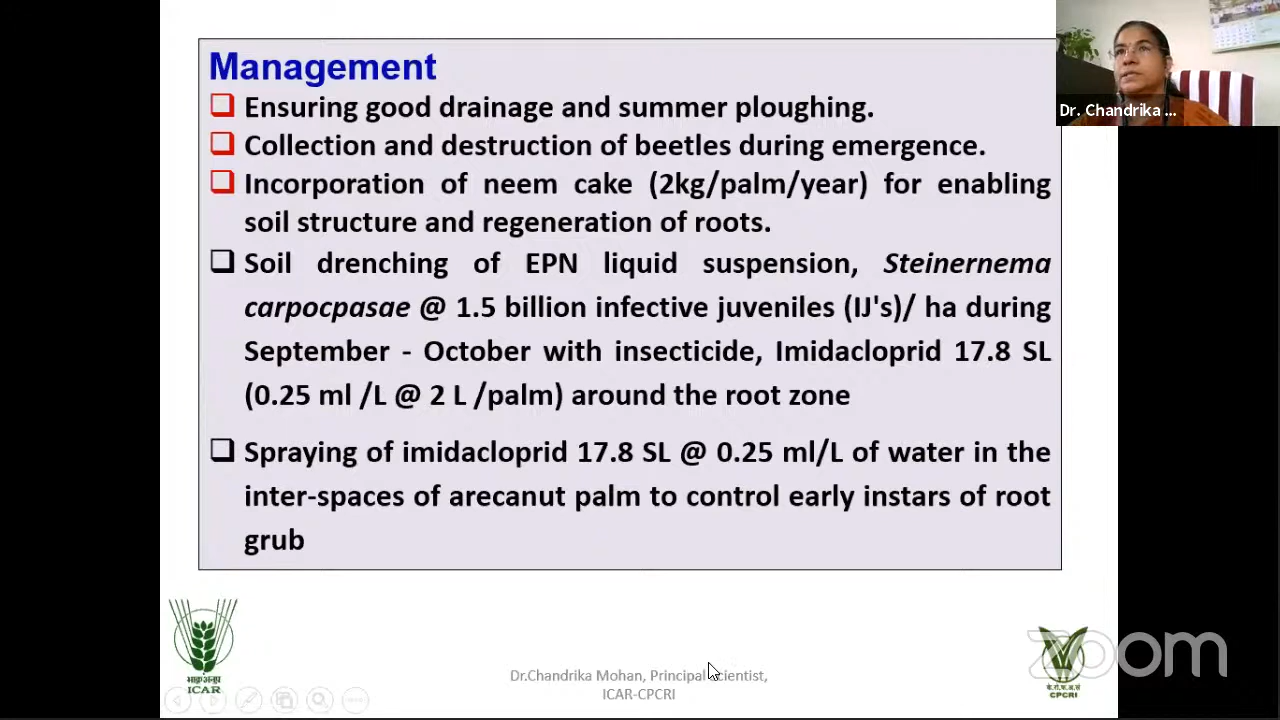 Management
Ensuring good drainage and summer ploughing.
Collection and destruction of beetles during emergence.
Incorporation of neem cake (2kg/palm/year) for enabling
soil structure and regeneration of roots.
Soil drenching of EPN liquid suspension, Steinernema
carpocpasae @ 1.5 billion infective juveniles (IJ's)/ ha during
September - October with insecticide, Imidacloprid 17.8 SL
(0.25 ml /L @ 2 L /palm) around the root zone
Spraying of imidacloprid 17.8 SL @ 0.25 ml/L of water in the
inter-spaces of arecanut palm to control early instars of root
grub
Dr. Chandrika ...
भाकृअनुप
ICAR
Dr.Chandrika Mohan, Principal Scientist,
ICAR-CPCRI
CPCRI
zoom